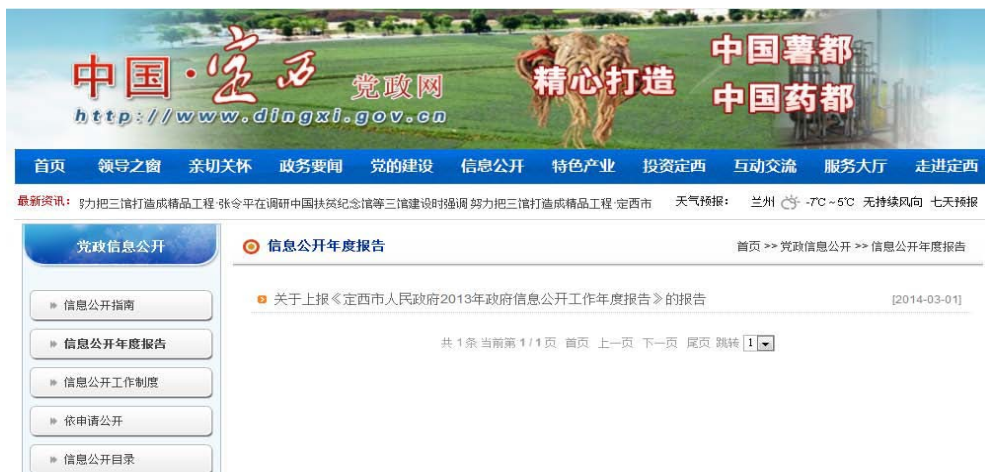 中国·定西 党政网
http://www.dingxi.gov.cn
精心打造
中国薯都
中国药都
首页 领导之窗 亲切关怀 政务要闻 党的建设 信息公开 特色产业 投资定西 互动交流 服务大厅 走进定西
最新资讯: 努力把三馆打造成精品工程·张令平在调研中国扶贫纪念馆等三馆建设时强调 努力把三馆打造成精品工程·定西市 天气预报: 兰州 -7℃~5℃ 无持续风向 七天预报
党政信息公开
信息公开年度报告
首页 >> 党政信息公开 >> 信息公开年度报告
信息公开指南
信息公开年度报告
信息公开工作制度
依申请公开
信息公开目录
关于上报《定西市人民政府2013年政府信息公开工作年度报告》的报告 [2014-03-01]
共 1 条 当前第 1 / 1 页 首页 上一页 下一页 尾页 跳转 1